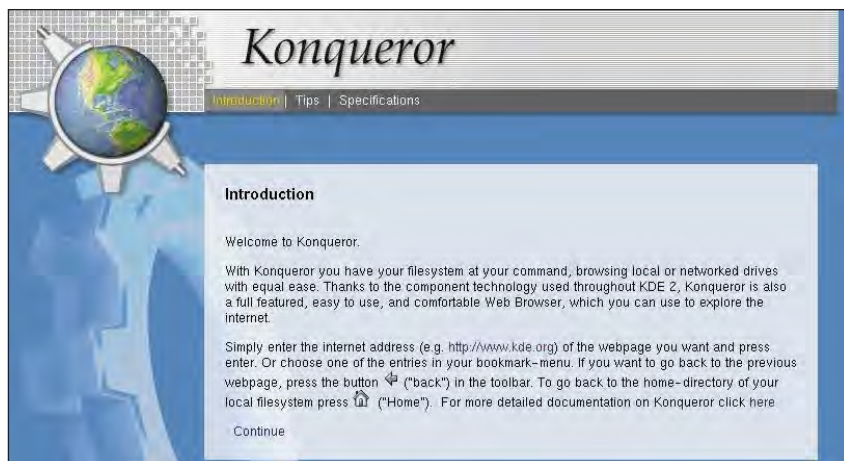 Konqueror
Introduction | Tips | Specifications
Introduction
Welcome to Konqueror.
With Konqueror you have your filesystem at your command, browsing local or networked drives
with equal ease. Thanks to the component technology used throughout KDE 2, Konqueror is also
a full featured, easy to use, and comfortable Web Browser, which you can use to explore the
internet.
Simply enter the internet address (e.g. http://www.kde.org) of the webpage you want and press
enter. Or choose one of the entries in your bookmark-menu. If you want to go back to the previous
webpage, press the button ("back") in the toolbar. To go back to the home-directory of your
local filesystem press ("Home"). For more detailed documentation on Konqueror click here
Continue